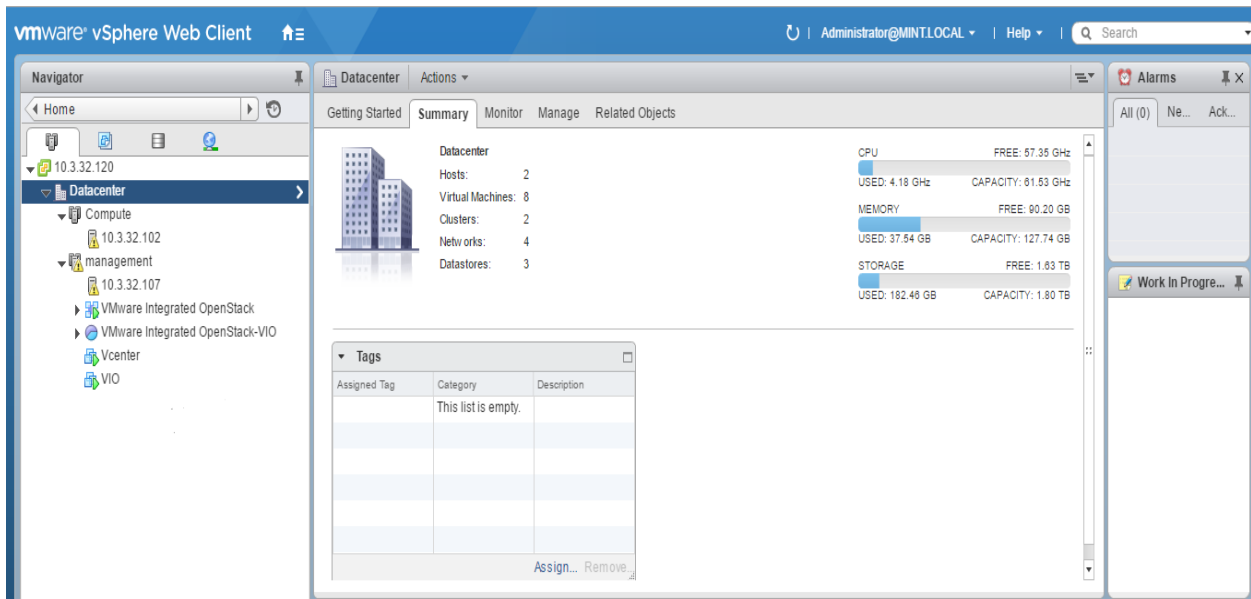 vmware® vSphere Web Client
Administrator@MINT.LOCAL
Help
Search
Navigator
Home
10.3.32.120
Datacenter
Compute
10.3.32.102
management
10.3.32.107
VMware Integrated OpenStack
VMware Integrated OpenStack-VIO
Vcenter
VIO
Datacenter
Actions
Getting Started
Summary
Monitor
Manage
Related Objects
Datacenter
Hosts: 2
Virtual Machines: 8
Clusters: 2
Networks: 4
Datastores: 3
CPU FREE: 57.35 GHz
USED: 4.18 GHz CAPACITY: 61.53 GHz
MEMORY FREE: 90.20 GB
USED: 37.54 GB CAPACITY: 127.74 GB
STORAGE FREE: 1.63 TB
USED: 182.46 GB CAPACITY: 1.80 TB
Tags
Assigned Tag Category Description
This list is empty.
Assign... Remove...
Alarms
All (0) Ne... Ack...
Work In Progre...